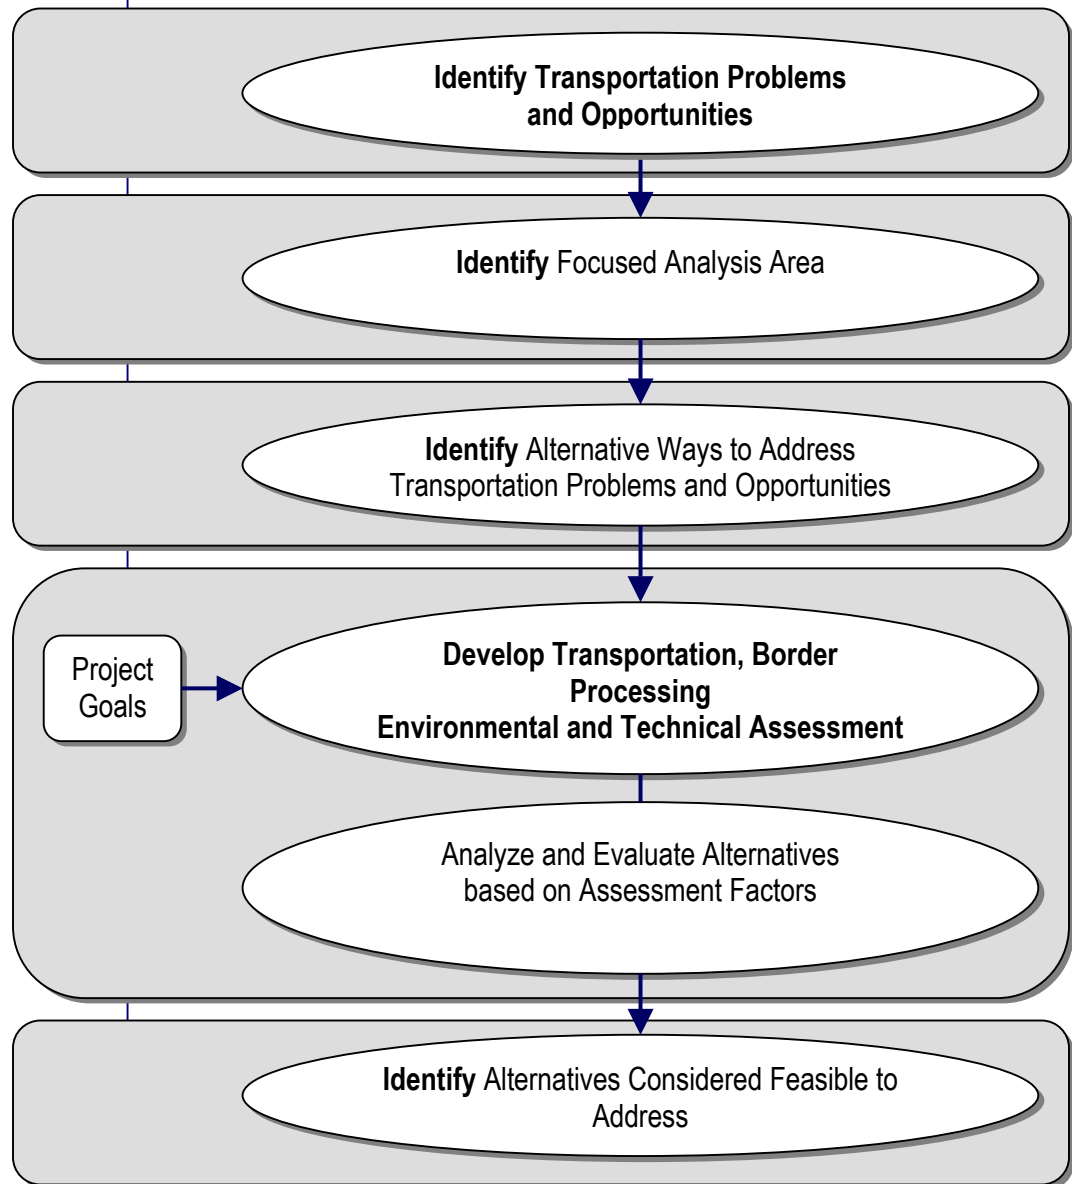 Identify Transportation Problems
and Opportunities
Identify Focused Analysis Area
Identify Alternative Ways to Address
Transportation Problems and Opportunities
Project
Goals
Develop Transportation, Border
Processing
Environmental and Technical Assessment
Analyze and Evaluate Alternatives
based on Assessment Factors
Identify Alternatives Considered Feasible to
Address